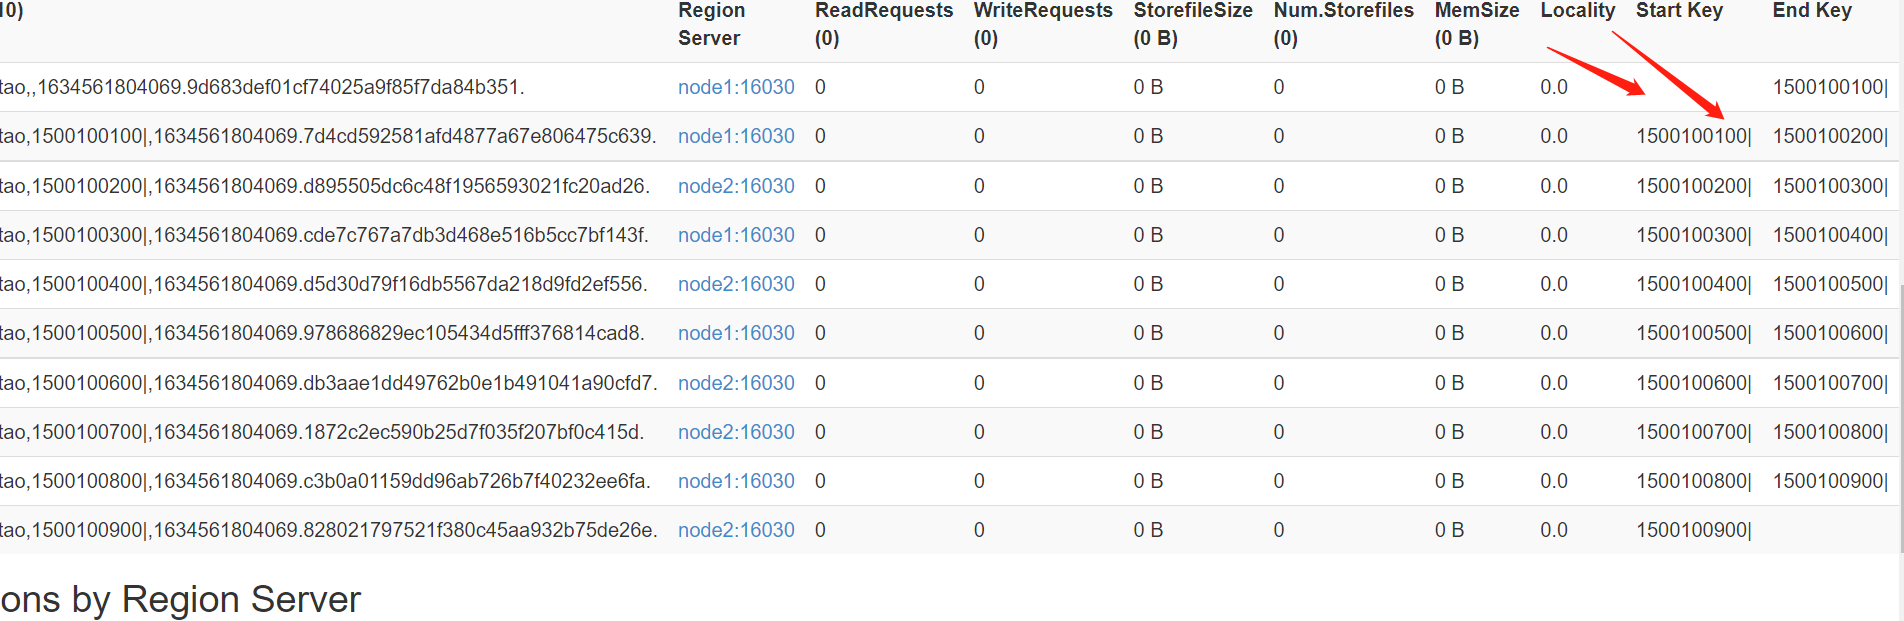 10) Region Server ReadRequests (0) WriteRequests (0) StorefileSize (0 B) Num.Storefiles (0) MemSize (0 B) Locality Start Key End Key
tao,,1634561804069.9d683def01cf74025a9f85f7da84b351. node1:16030 0 0 0 B 0 0 B 0.0 1500100100|
tao,1500100100|,1634561804069.7d4cd592581afd4877a67e806475c639. node1:16030 0 0 0 B 0 0 B 0.0 1500100100| 1500100200|
tao,1500100200|,1634561804069.d895505dc6c48f1956593021fc20ad26. node2:16030 0 0 0 B 0 0 B 0.0 1500100200| 1500100300|
tao,1500100300|,1634561804069.cde7c767a7db3d468e516b5cc7bf143f. node1:16030 0 0 0 B 0 0 B 0.0 1500100300| 1500100400|
tao,1500100400|,1634561804069.d5d30d79f16db5567da218d9fd2ef556. node2:16030 0 0 0 B 0 0 B 0.0 1500100400| 1500100500|
tao,1500100500|,1634561804069.978686829ec105434d5fff376814cad8. node1:16030 0 0 0 B 0 0 B 0.0 1500100500| 1500100600|
tao,1500100600|,1634561804069.db3aae1dd49762b0e1b491041a90cfd7. node2:16030 0 0 0 B 0 0 B 0.0 1500100600| 1500100700|
tao,1500100700|,1634561804069.1872c2ec590b25d7f035f207bf0c415d. node2:16030 0 0 0 B 0 0 B 0.0 1500100700| 1500100800|
tao,1500100800|,1634561804069.c3b0a01159dd96ab726b7f40232ee6fa. node1:16030 0 0 0 B 0 0 B 0.0 1500100800| 1500100900|
tao,1500100900|,1634561804069.828021797521f380c45aa932b75de26e. node2:16030 0 0 0 B 0 0 B 0.0 1500100900|
ons by Region Server